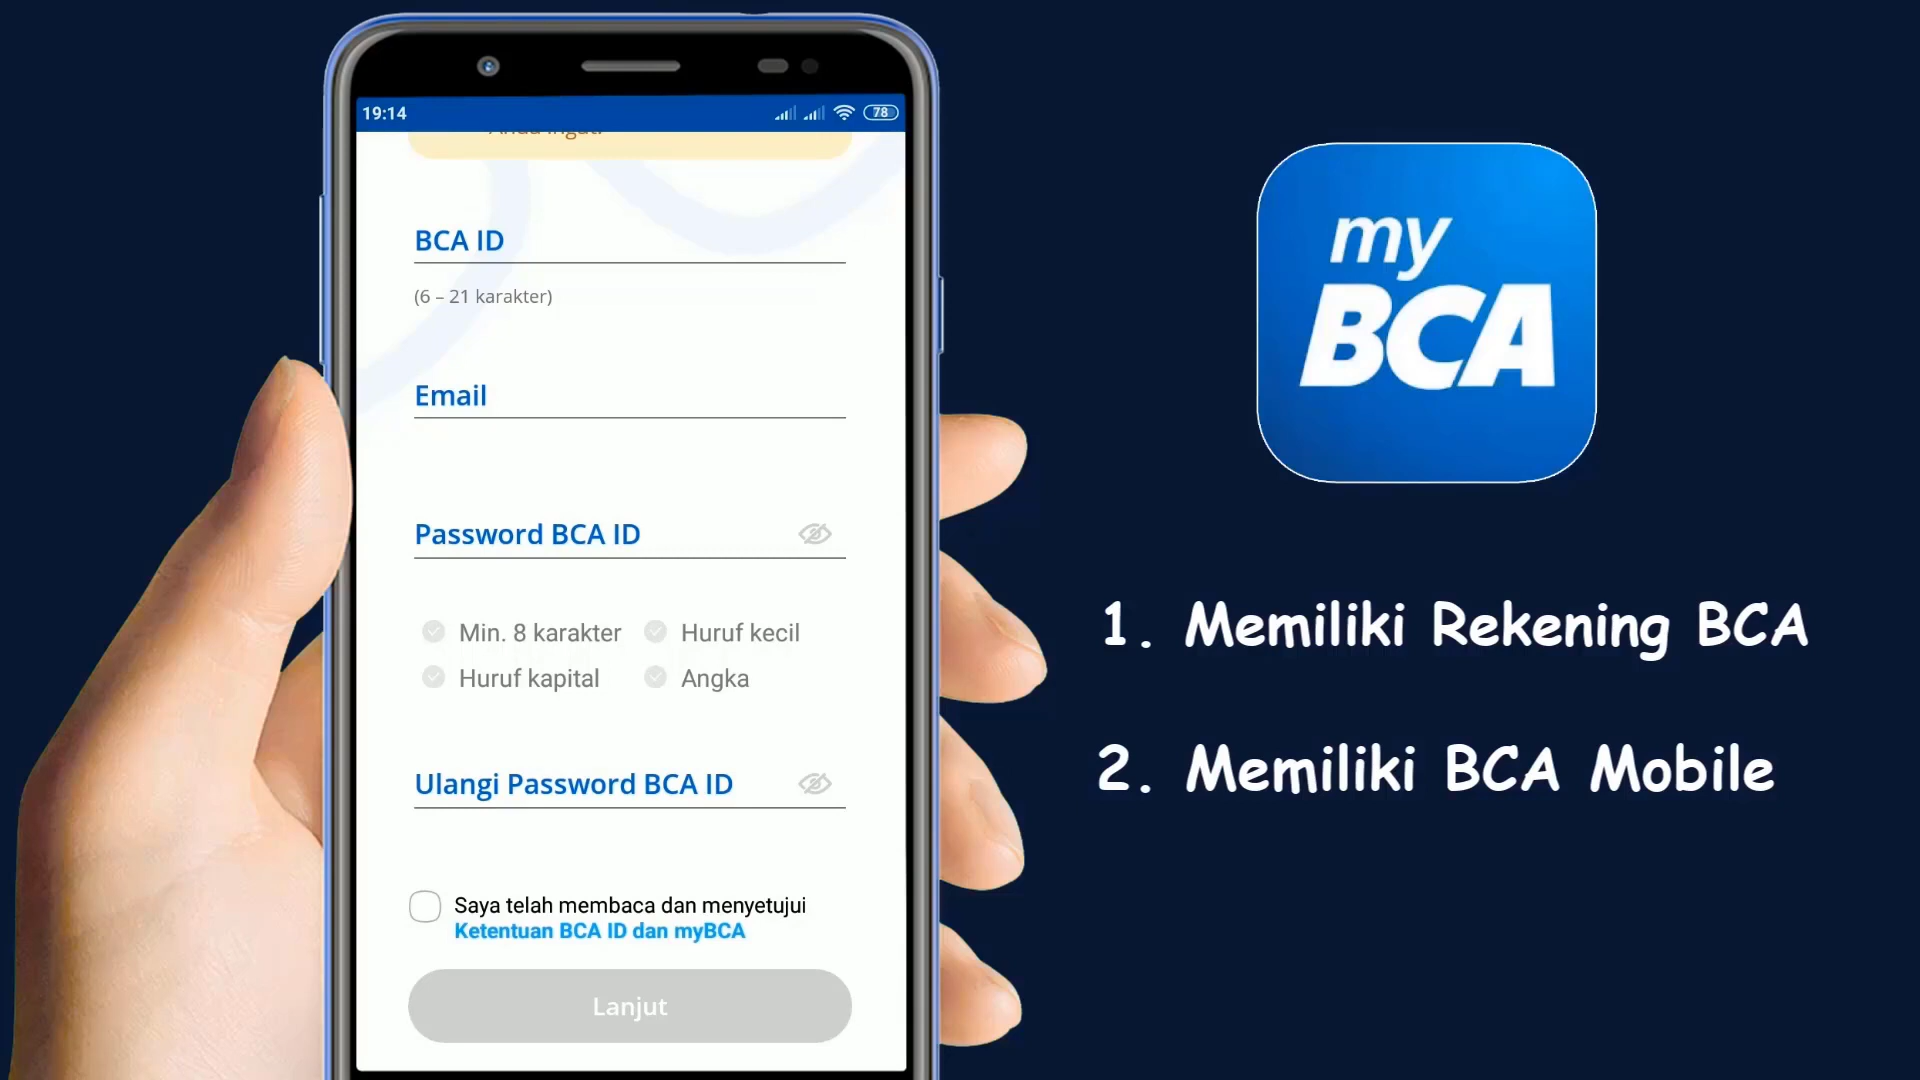 19:14
78
Anda ingat.
BCA ID
(6 – 21 karakter)
Email
Password BCA ID
Min. 8 karakter
Huruf kecil
Huruf kapital
Angka
Ulangi Password BCA ID
Saya telah membaca dan menyetujui
Ketentuan BCA ID dan myBCA
Lanjut
my
BCA
1. Memiliki Rekening BCA
2. Memiliki BCA Mobile